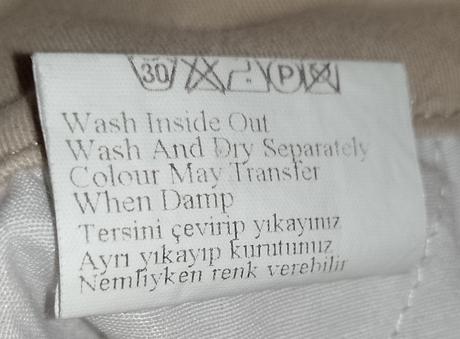 30 P
Wash Inside Out
Wash And Dry Separately
Colour May Transfer
When Damp
Tersini çevirip yıkayınız
Ayrı yıkayıp kurutunuz
Nemliyken renk verebilir